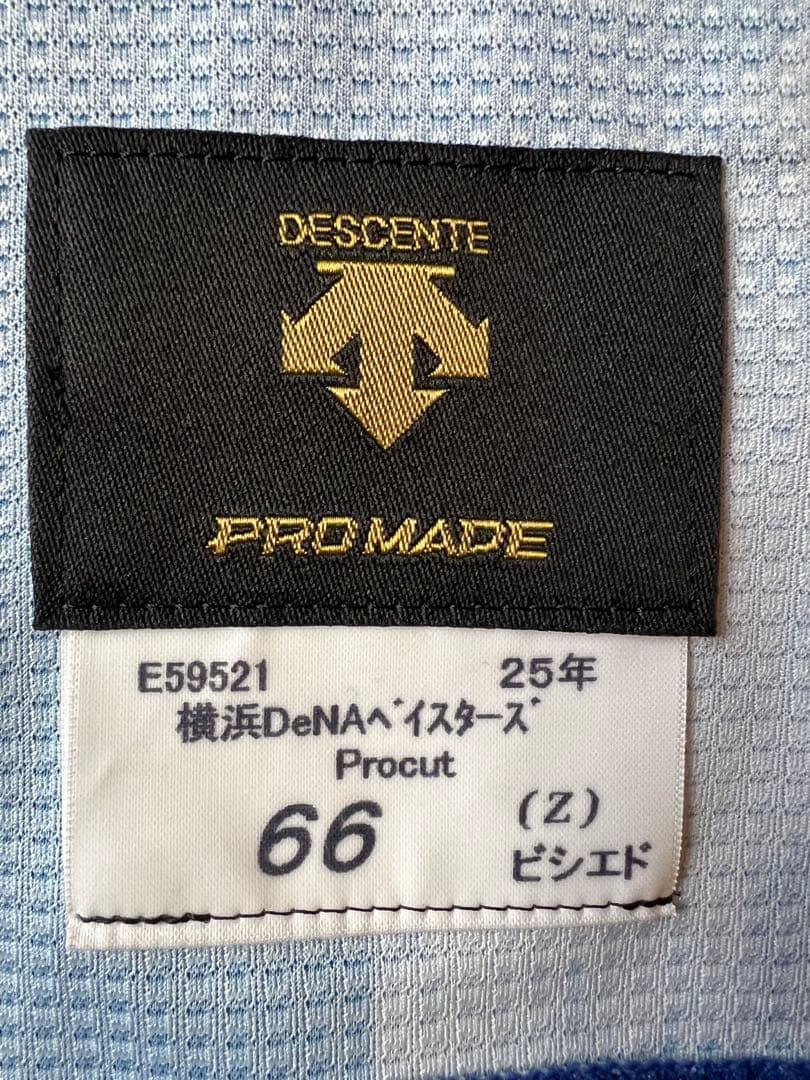 DESCENTE
PROMADE
E59521 25年
横浜DeNAﾍﾞｲｽﾀｰｽﾞ
Procut
66 (Z)
ビシエド